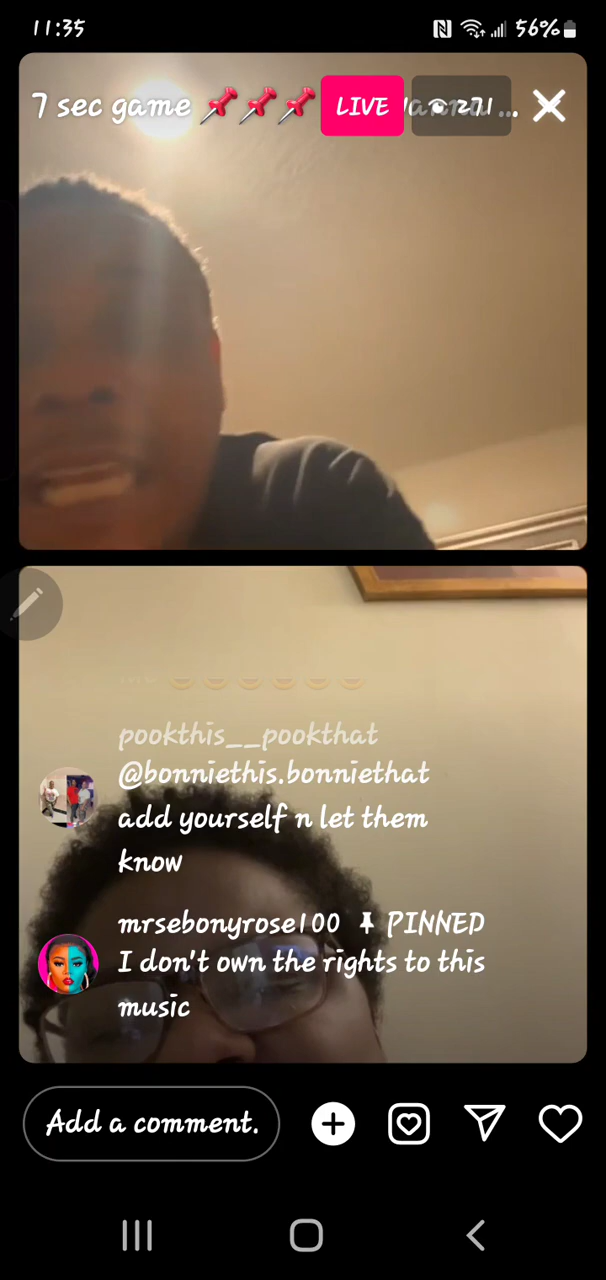 11:35 56%
7 sec game LIVE 271 ...
pookthis__pookthat
@bonniethis.bonniethat
add yourself n let them
know
mrsebonyrose100 PINNED
I don't own the rights to this
music
Add a comment.